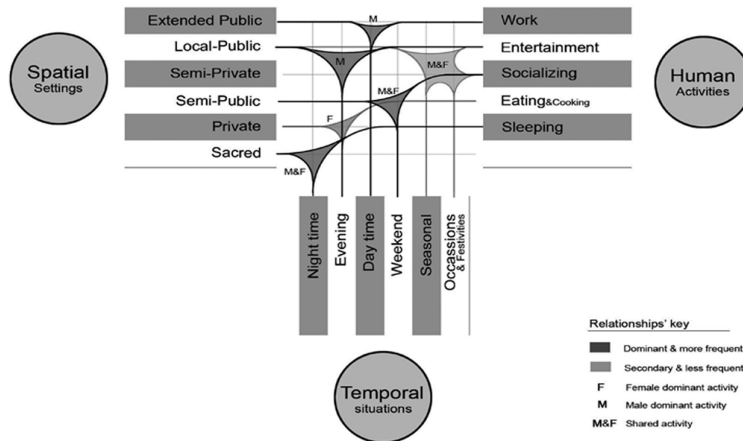 Extended Public
Local-Public
Semi-Private
Semi-Public
Private
Sacred
Spatial
Settings
M
M
M&F
M&F
F
M&F
Work
Entertainment
Socializing
Eating&Cooking
Sleeping
Human
Activities
Night time
Evening
Day time
Weekend
Seasonal
Occassions
& Festivities
Temporal
situations
Relationships' key
Dominant & more frequent
Secondary & less frequent
F Female dominant activity
M Male dominant activity
M&F Shared activity